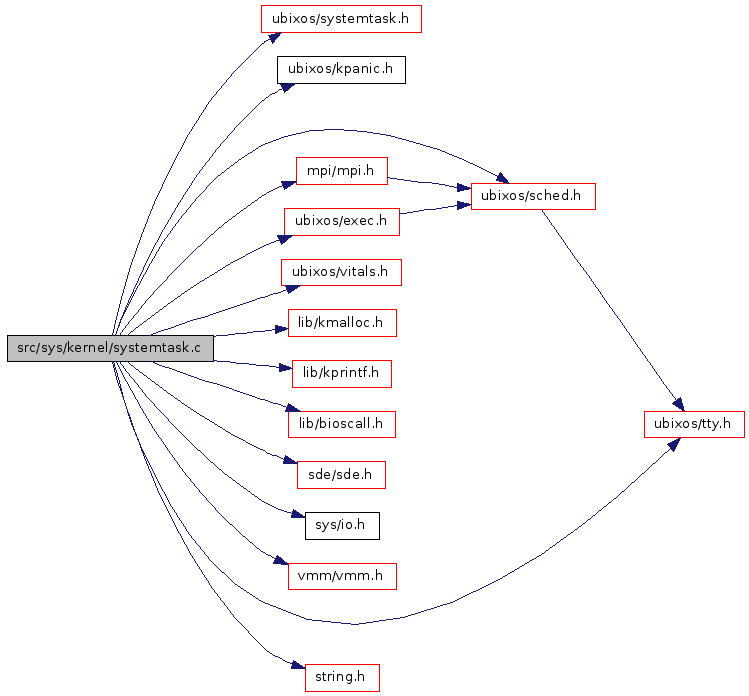 ubixos/systemtask.h
ubixos/kpanic.h
mpi/mpi.h
ubixos/sched.h
ubixos/exec.h
ubixos/vitals.h
lib/kmalloc.h
src/sys/kernel/systemtask.c
lib/kprintf.h
lib/bioscall.h
ubixos/tty.h
sde/sde.h
sys/io.h
vmm/vmm.h
string.h